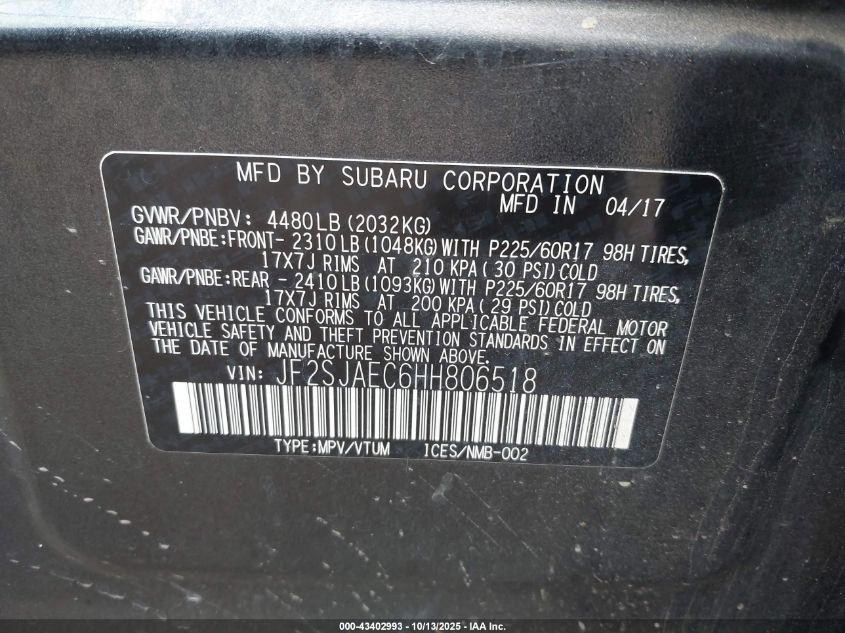 MFD BY SUBARU CORPORATION
MFD IN 04/17
GVWR/PNBV: 4480LB(2032KG)
GAWR/PNBE:FRONT- 2310LB(1048KG)WITH P225/60R17 98H TIRES,
17X7J RIMS AT 210 KPA(30 PSI)COLD
GAWR/PNBE:REAR - 2410LB(1093KG)WITH P225/60R17 98H TIRES,
17X7J RIMS AT 200 KPA(29 PSI)COLD
THIS VEHICLE CONFORMS TO ALL APPLICABLE FEDERAL MOTOR
VEHICLE SAFETY AND THEFT PREVENTION STANDARDS IN EFFECT ON
THE DATE OF MANUFACTURE SHOWN ABOVE.
VIN: JF2SJAEC6HH806518
TYPE:MPV/VTUM ICES/NMB-002
000-43402993 - 10/13/2025 - IAA Inc.